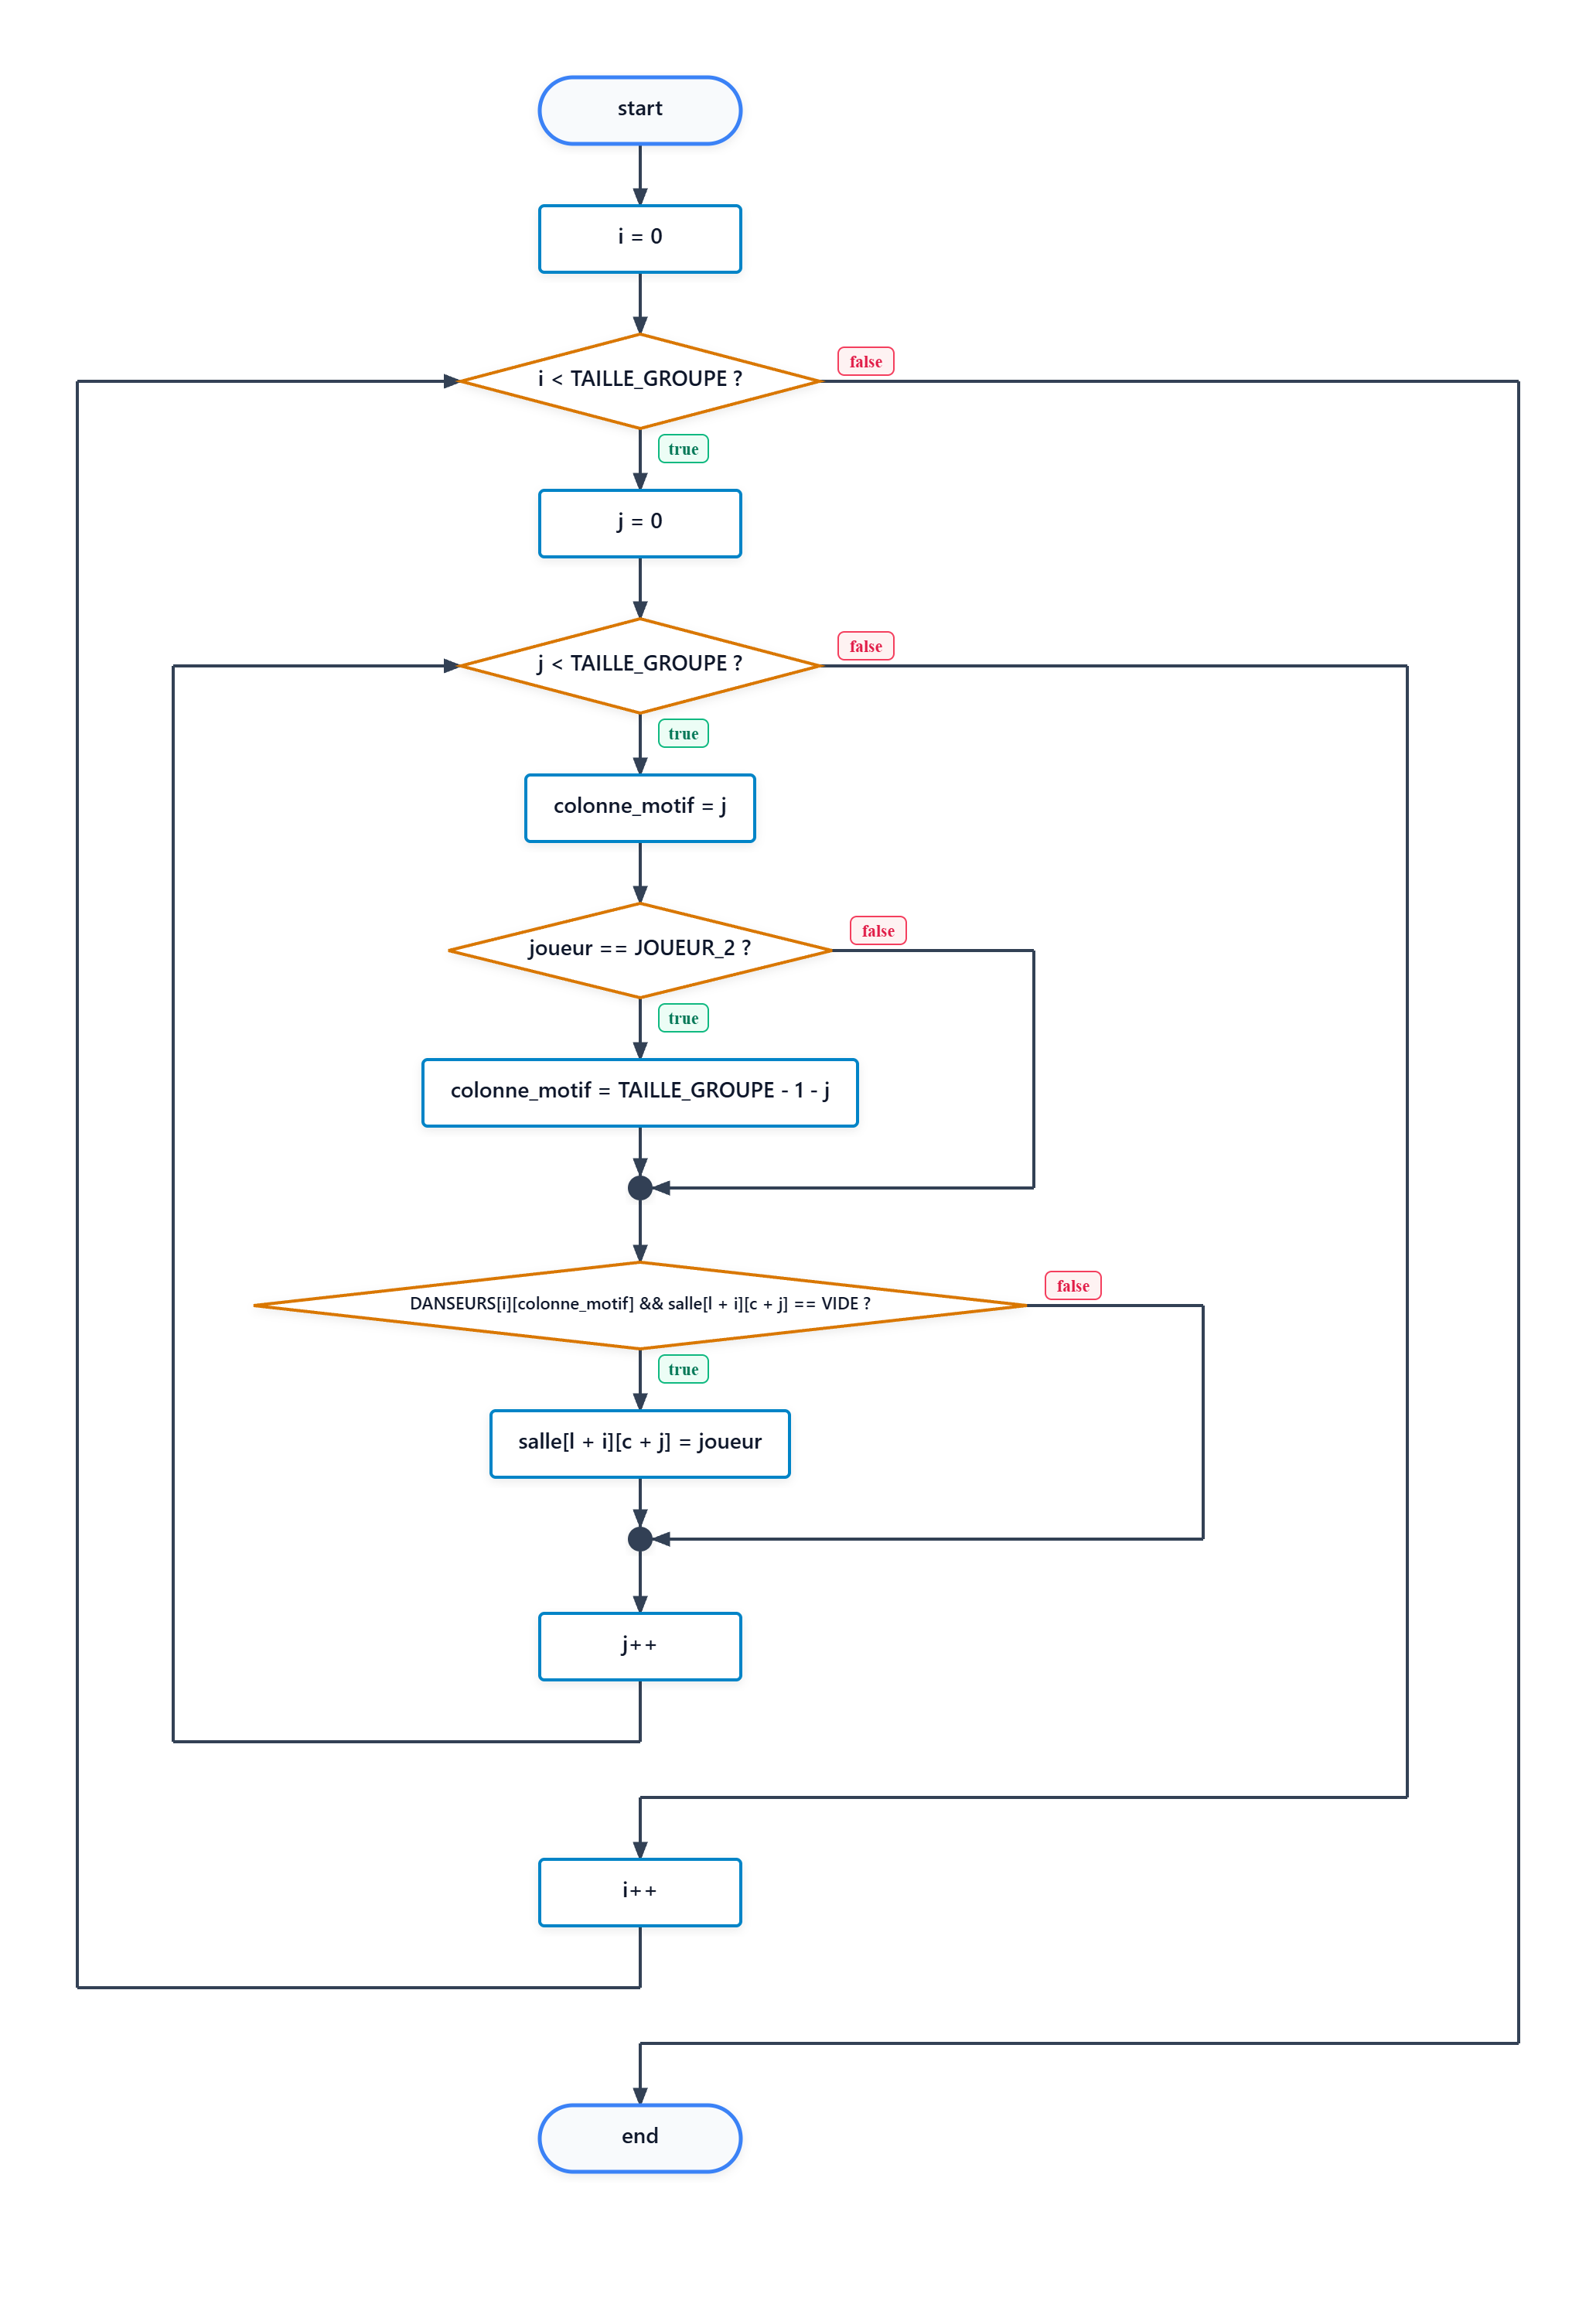 start
i = 0
i < TAILLE_GROUPE ?
false
true
j = 0
j < TAILLE_GROUPE ?
false
true
colonne_motif = j
joueur == JOUEUR_2 ?
false
true
colonne_motif = TAILLE_GROUPE - 1 - j
DANSEURS[i][colonne_motif] && salle[l + i][c + j] == VIDE ?
false
true
salle[l + i][c + j] = joueur
j++
i++
end